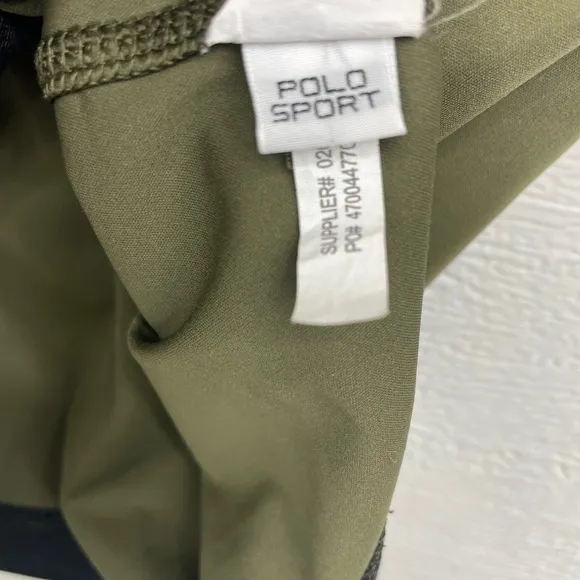 POLO
SPORT
SUPPLIER# 02
PO# 4700447